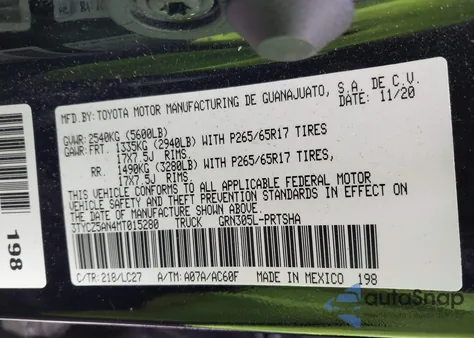 MFD.BY:TOYOTA MOTOR MANUFACTURING DE GUANAJUATO, S.A. DE C.V.
DATE: 11/20
GVWR:2540KG (5600LB)
GAWR:FRT. 1335KG (2940LB) WITH P265/65R17 TIRES
17X7.5J RIMS.
RR. 1490KG (3280LB) WITH P265/65R17 TIRES,
17X7.5J RIMS.
THIS VEHICLE CONFORMS TO ALL APPLICABLE FEDERAL MOTOR
VEHICLE SAFETY AND THEFT PREVENTION STANDARDS IN EFFECT ON
THE DATE OF MANUFACTURE SHOWN ABOVE.
3TYCZ5AN4MT015280 TRUCK GRN305L-PRTSHA
C/TR:218/LC27 A/TM: A07A/AC60F MADE IN MEXICO 198
198
autoSnap